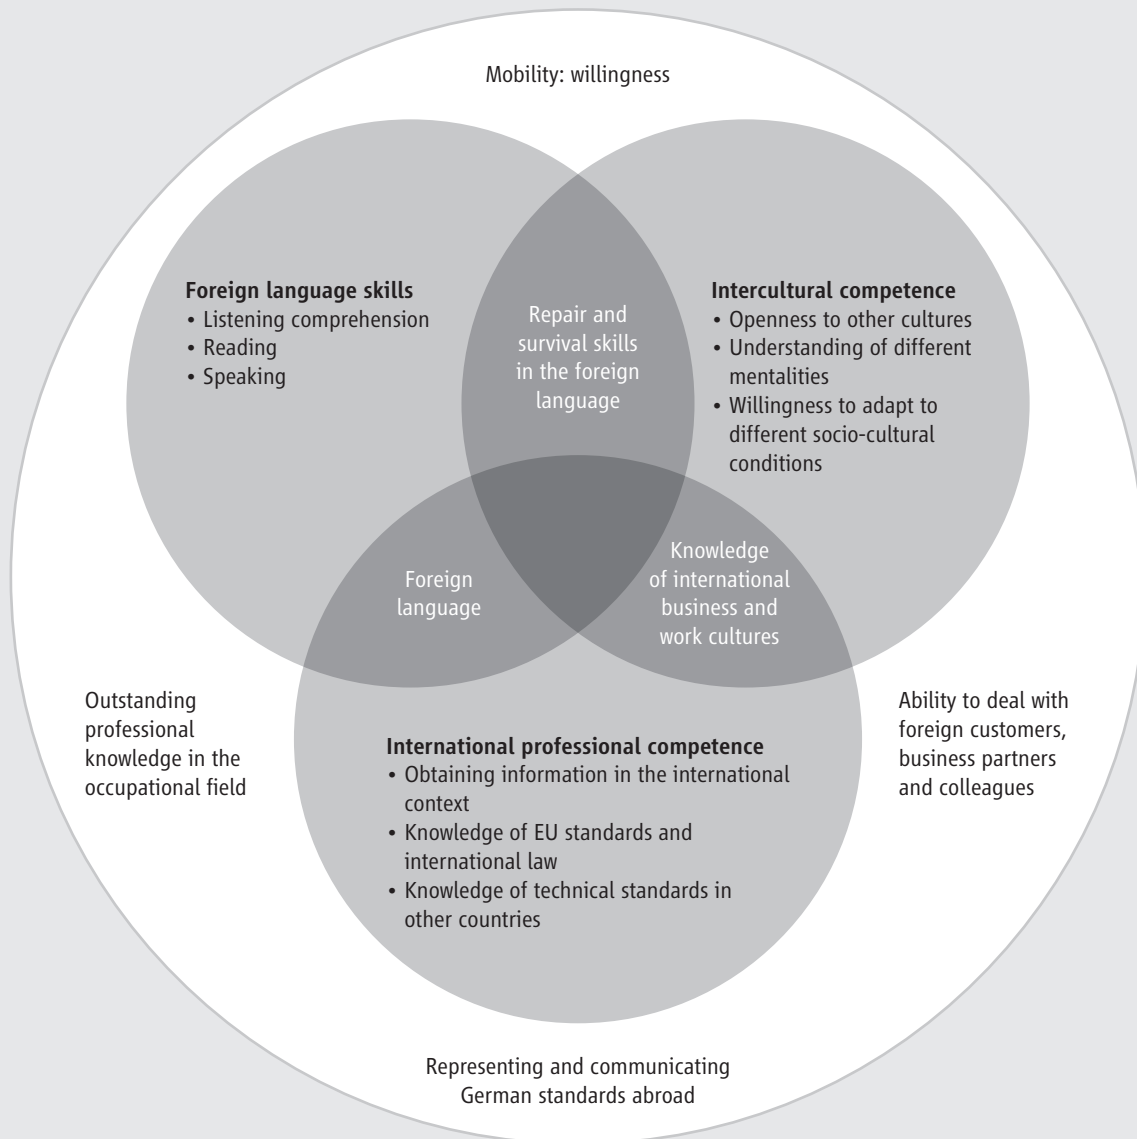 Mobility: willingness
Foreign language skills
• Listening comprehension
• Reading
• Speaking
Repair and
survival skills
in the foreign
language
Intercultural competence
• Openness to other cultures
• Understanding of different
mentalities
• Willingness to adapt to
different socio-cultural
conditions
Foreign
language
Knowledge
of international
business and
work cultures
Outstanding
professional
knowledge in the
occupational field
International professional competence
• Obtaining information in the international
context
• Knowledge of EU standards and
international law
• Knowledge of technical standards in
other countries
Ability to deal with
foreign customers,
business partners
and colleagues
Representing and communicating
German standards abroad